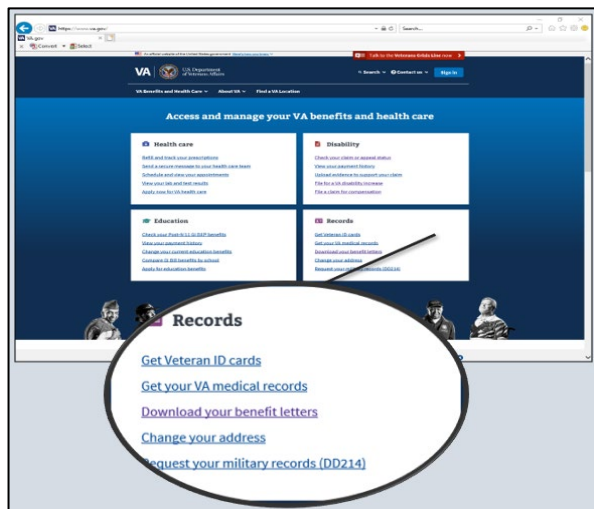 https://www.va.gov/
Search...
VA.gov
Convert Select
An official website of the United States government
Talk to the Veterans Crisis Line now
VA U.S. Department of Veterans Affairs
Search Contact us Sign in
VA Benefits and Health Care About VA Find a VA Location
Access and manage your VA benefits and health care
Health care
Refill and track your prescriptions
Send a secure message to your health care team
Schedule and view your appointments
View your lab and test results
Apply now for VA health care
Disability
Check your claim or appeal status
View your payment history
Upload evidence to support your claim
File for a VA disability increase
File a claim for compensation
Education
Check your Post-9/11 GI Bill® benefits
View your payment history
Change your current education benefits
Compare GI Bill benefits by school
Apply for education benefits
Records
Get Veteran ID cards
Get your VA medical records
Download your benefit letters
Change your address
Request your military records (DD214)
Records
Get Veteran ID cards
Get your VA medical records
Download your benefit letters
Change your address
Request your military records (DD214)